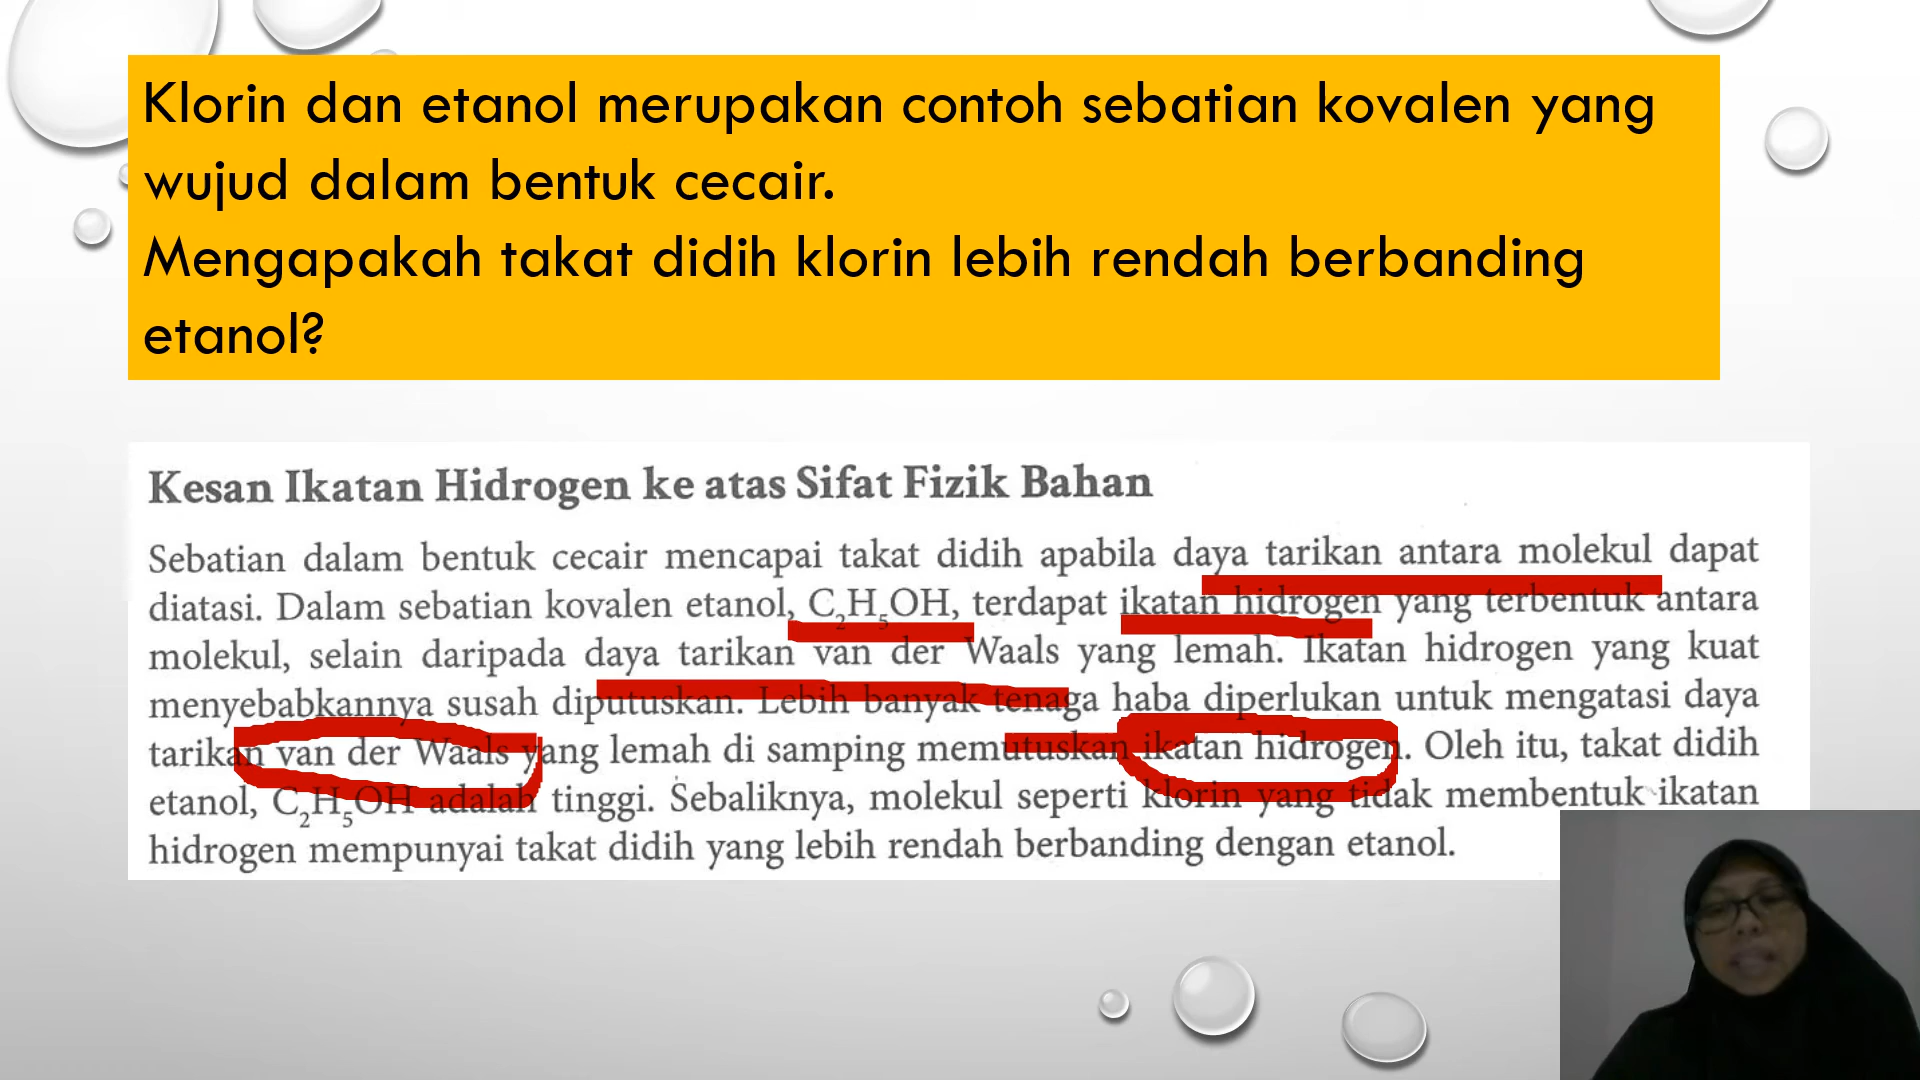 Klorin dan etanol merupakan contoh sebatian kovalen yang
wujud dalam bentuk cecair.
Mengapakah takat didih klorin lebih rendah berbanding
etanol?
Kesan Ikatan Hidrogen ke atas Sifat Fizik Bahan
Sebatian dalam bentuk cecair mencapai takat didih apabila daya tarikan antara molekul dapat
diatasi. Dalam sebatian kovalen etanol, C₂H₅OH, terdapat ikatan hidrogen yang terbentuk antara
molekul, selain daripada daya tarikan van der Waals yang lemah. Ikatan hidrogen yang kuat
menyebabkannya susah diputuskan. Lebih banyak tenaga haba diperlukan untuk mengatasi daya
tarikan van der Waals yang lemah di samping memutuskan ikatan hidrogen. Oleh itu, takat didih
etanol, C₂H₅OH adalah tinggi. Sebaliknya, molekul seperti klorin yang tidak membentuk ikatan
hidrogen mempunyai takat didih yang lebih rendah berbanding dengan etanol.